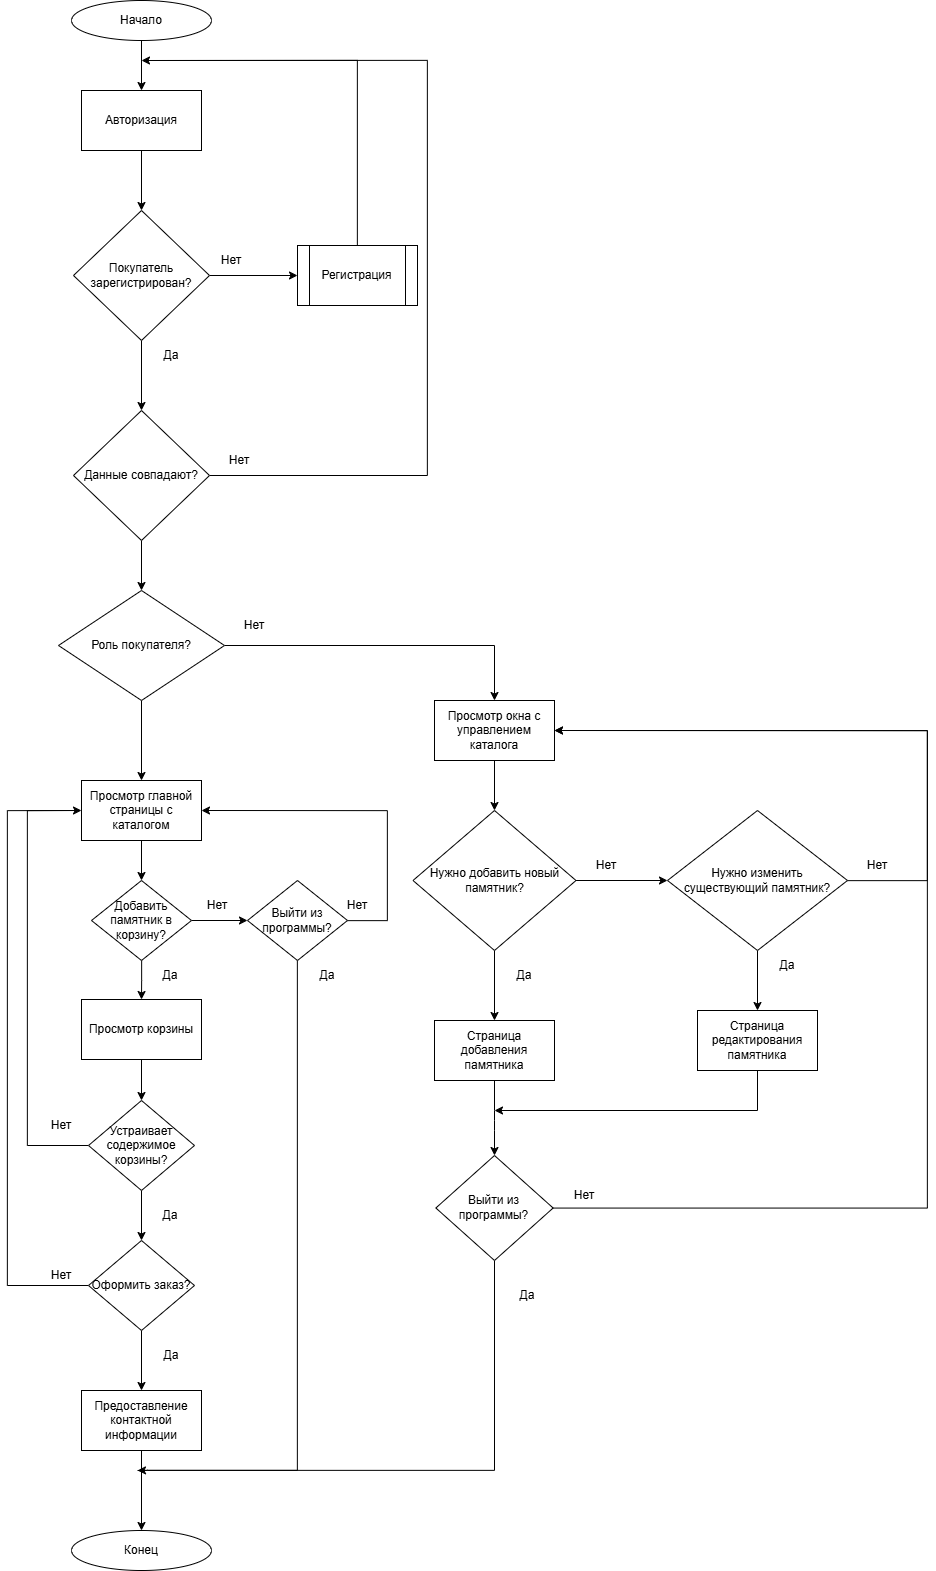 Начало
Авторизация
Покупатель
зарегистрирован?
Нет
Регистрация
Да
Данные совпадают?
Нет
Роль покупателя?
Нет
Просмотр окна с
управлением
каталога
Просмотр главной
страницы с
каталогом
Нужно добавить новый
памятник?
Нет
Нужно изменить
существующий памятник?
Нет
Добавить
памятник в
корзину?
Нет
Выйти из
программы?
Нет
Да
Да
Да
Да
Просмотр корзины
Страница
добавления
памятника
Страница
редактирования
памятника
Нет
Устраивает
содержимое
корзины?
Выйти из
программы?
Нет
Да
Нет
Оформить заказ?
Да
Да
Предоставление
контактной
информации
Конец